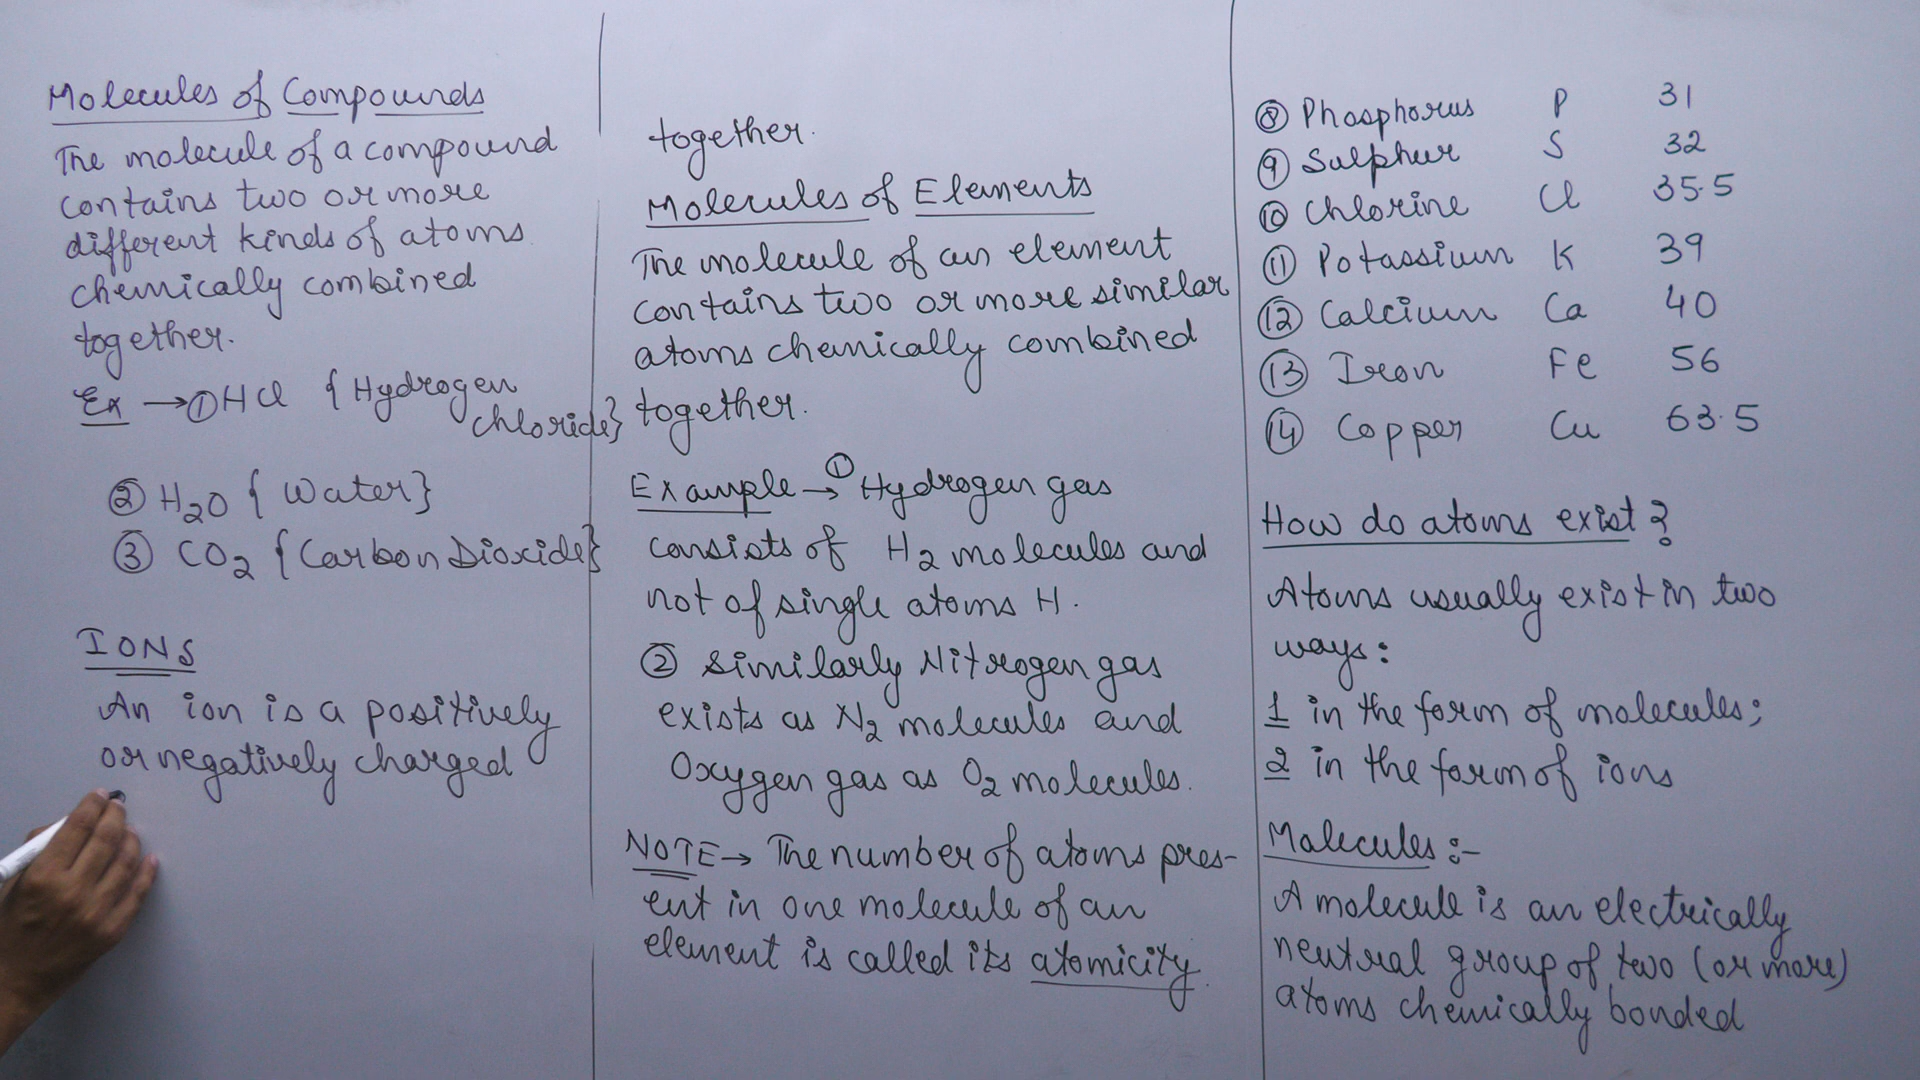 Molecules of Compounds
The molecule of a compound
contains two or more
different kinds of atoms
chemically combined
together.
Ex → ① HCl { Hydrogen
chloride}
② H2O { Water}
③ CO2 {Carbon Dioxide}
IONS
An ion is a positively
or negatively charged
together.
Molecules of Elements
The molecule of an element
contains two or more similar
atoms chemically combined
together.
Example → ① Hydrogen gas
consists of H2 molecules and
not of single atoms H.
② Similarly Nitrogen gas
exists as N2 molecules and
Oxygen gas as O2 molecules.
NOTE → The number of atoms pres-
ent in one molecule of an
element is called its atomicity.
⑧ Phosphorus P 31
⑨ Sulphur S 32
⑩ Chlorine Cl 35.5
⑪ Potassium K 39
⑫ Calcium Ca 40
⑬ Iron Fe 56
⑭ Copper Cu 63.5
How do atoms exist?
Atoms usually exist in two
ways:
1 in the form of molecules;
2 in the form of ions
Malecules:-
A molecule is an electrically
neutral group of two (or more)
atoms chemically bonded